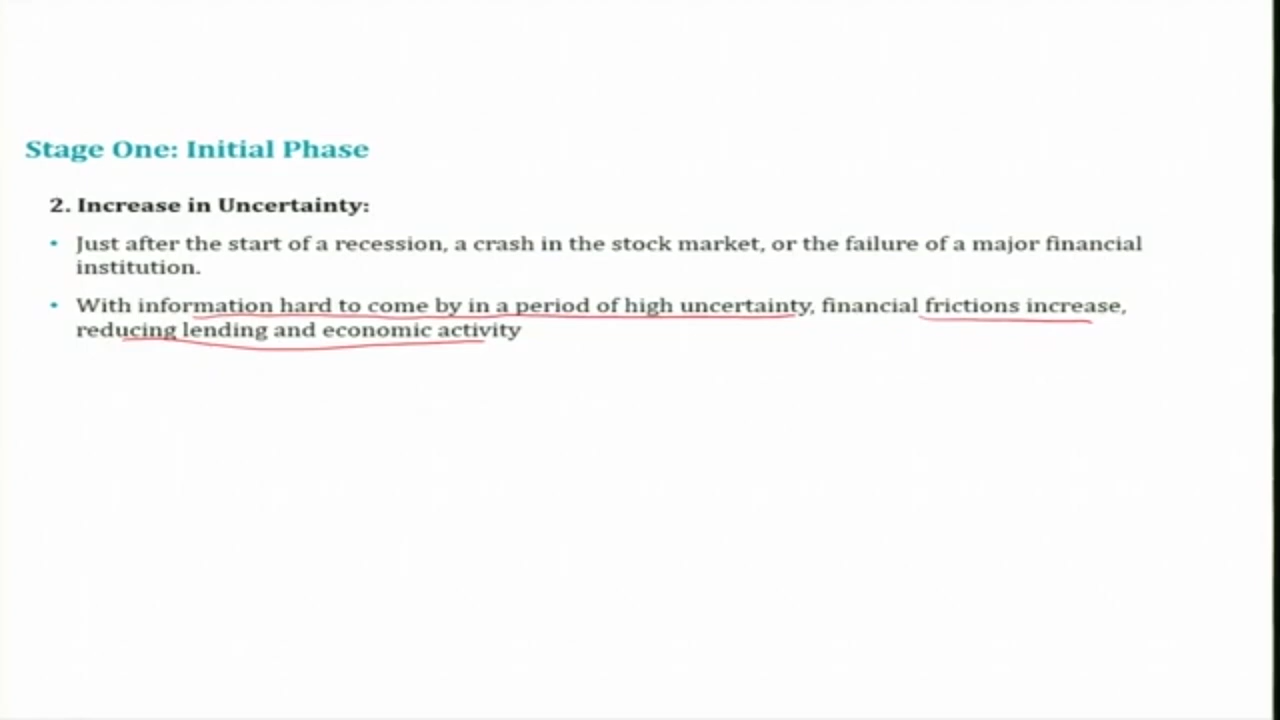 Stage One: Initial Phase
2. Increase in Uncertainty:
• Just after the start of a recession, a crash in the stock market, or the failure of a major financial
institution.
• With information hard to come by in a period of high uncertainty, financial frictions increase,
reducing lending and economic activity